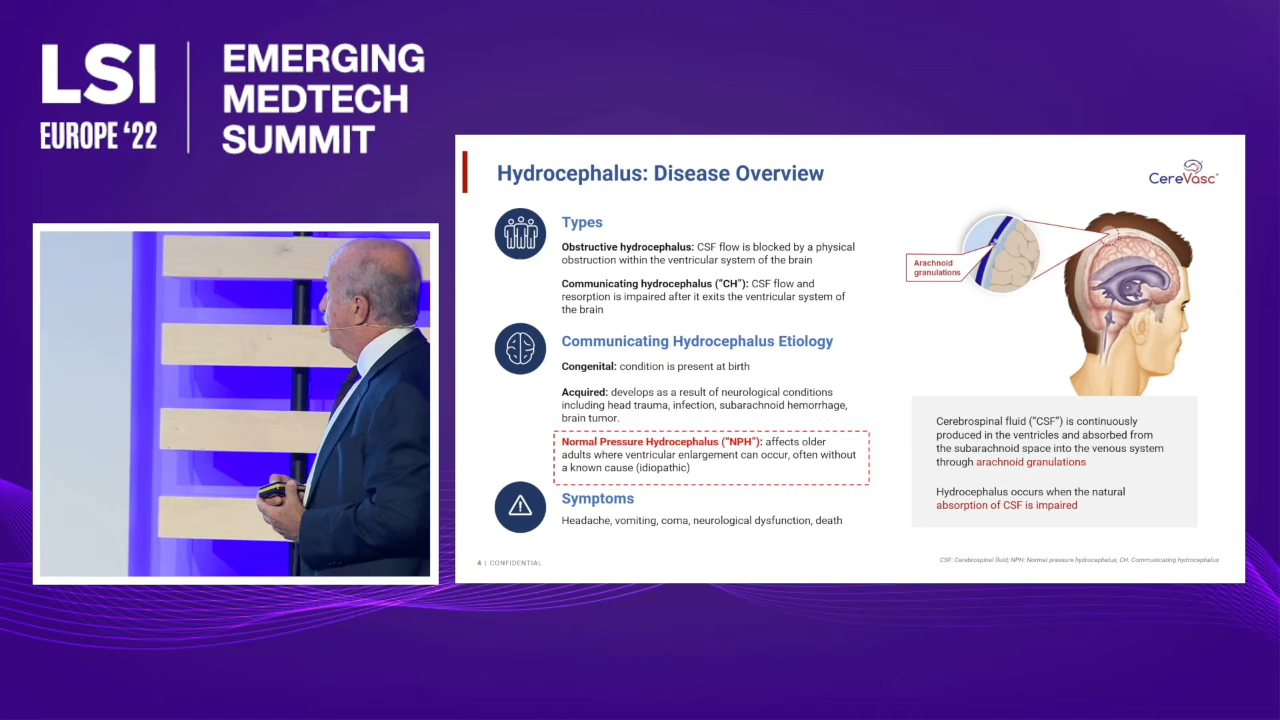 LSI
EUROPE ‘22
EMERGING
MEDTECH
SUMMIT
Hydrocephalus: Disease Overview
CereVasc®
Types
Obstructive hydrocephalus: CSF flow is blocked by a physical
obstruction within the ventricular system of the brain
Communicating hydrocephalus (“CH”): CSF flow and
resorption is impaired after it exits the ventricular system of
the brain
Communicating Hydrocephalus Etiology
Congenital: condition is present at birth
Acquired: develops as a result of neurological conditions
including head trauma, infection, subarachnoid hemorrhage,
brain tumor.
Normal Pressure Hydrocephalus (“NPH”): affects older
adults where ventricular enlargement can occur, often without
a known cause (idiopathic)
Symptoms
Headache, vomiting, coma, neurological dysfunction, death
Arachnoid
granulations
Cerebrospinal fluid (“CSF”) is continuously
produced in the ventricles and absorbed from
the subarachnoid space into the venous system
through arachnoid granulations
Hydrocephalus occurs when the natural
absorption of CSF is impaired
4 | CONFIDENTIAL
CSF: Cerebrospinal fluid; NPH: Normal pressure hydrocephalus, CH: Communicating hydrocephalus